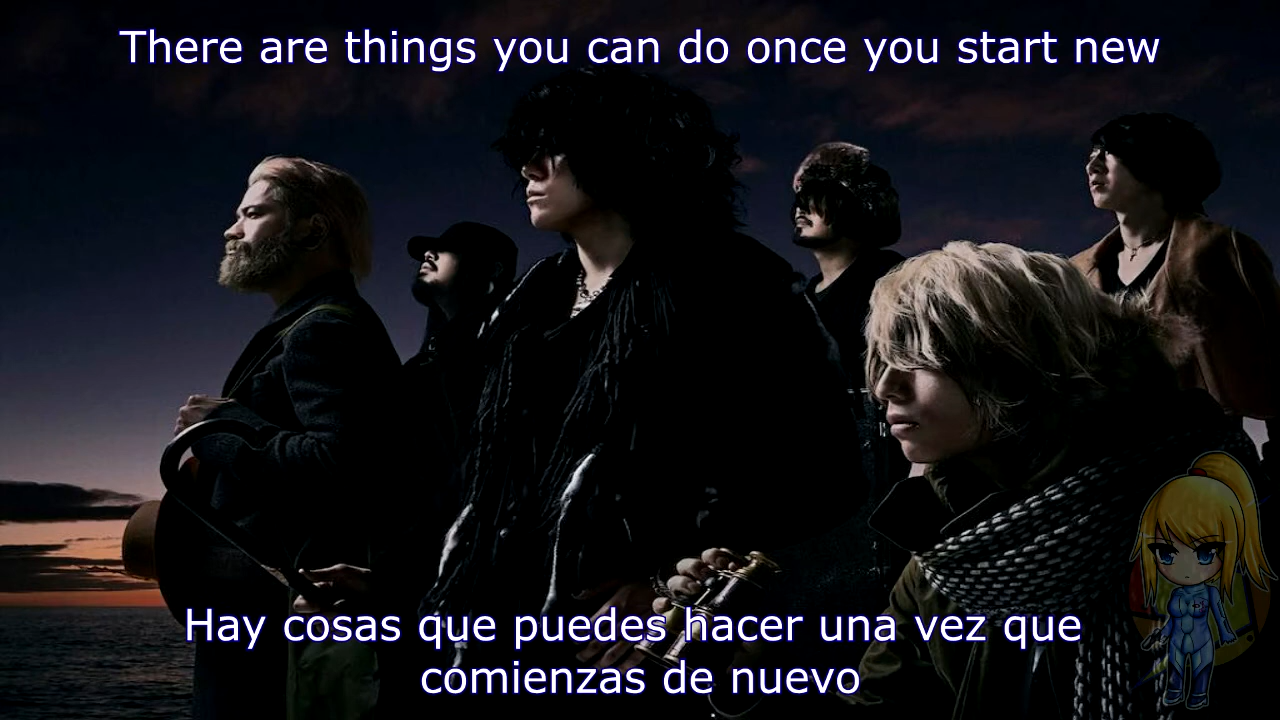 There are things you can do once you start new
Hay cosas que puedes hacer una vez que
comienzas de nuevo